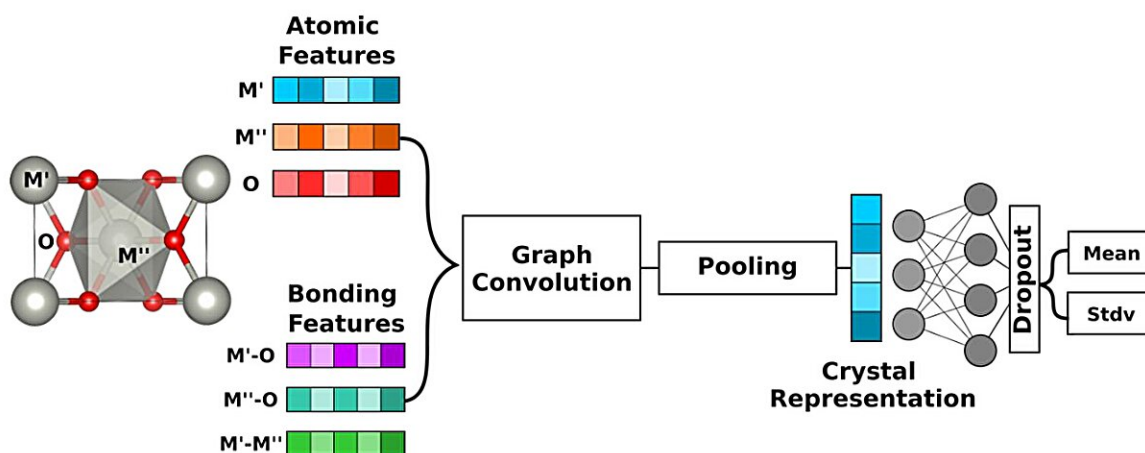 Atomic
Features
M'
M''
O
M'
O
M''
Bonding
Features
M'-O
M''-O
M'-M''
Graph
Convolution
Pooling
Crystal
Representation
Dropout
Mean
Stdv